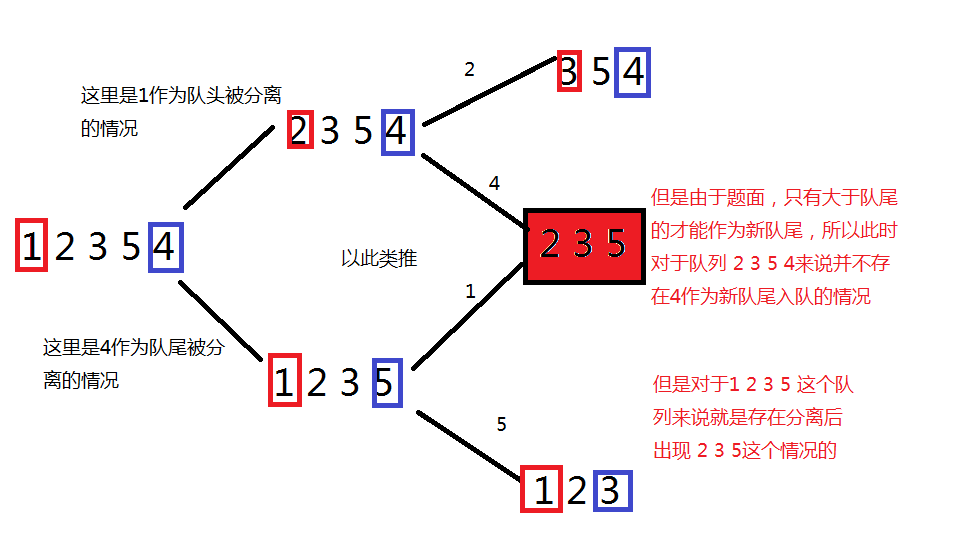 2
3 5 4
这里是1作为队头被分离
的情况
2 3 5 4
4
但是由于题面，只有大于队尾
的才能作为新队尾，所以此时
对于队列 2 3 5 4来说并不存
在4作为新队尾入队的情况
1 2 3 5 4
2 3 5
以此类推
1
这里是4作为队尾被分
离的情况
1 2 3 5
但是对于1 2 3 5 这个队
列来说就是存在分离后
出现 2 3 5这个情况的
5
1 2 3